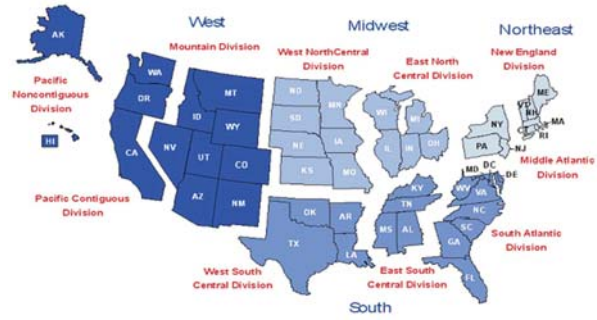 West
Midwest
Northeast
Mountain Division
West NorthCentral
Division
East North
Central Division
New England
Division
Pacific
Noncontiguous
Division
AK
WA
OR
CA
HI
MT
ID
WY
NV
UT
CO
AZ
NM
ND
SD
NE
KS
MN
IA
MO
WI
MI
IL
IN
OH
ME
VT
NH
MA
NY
CT
RI
PA
NJ
Middle Atlantic
Division
MD
DC
DE
Pacific Contiguous
Division
OK
AR
TX
LA
KY
TN
MS
AL
WV
VA
NC
SC
GA
FL
South Atlantic
Division
West South
Central Division
East South
Central Division
South